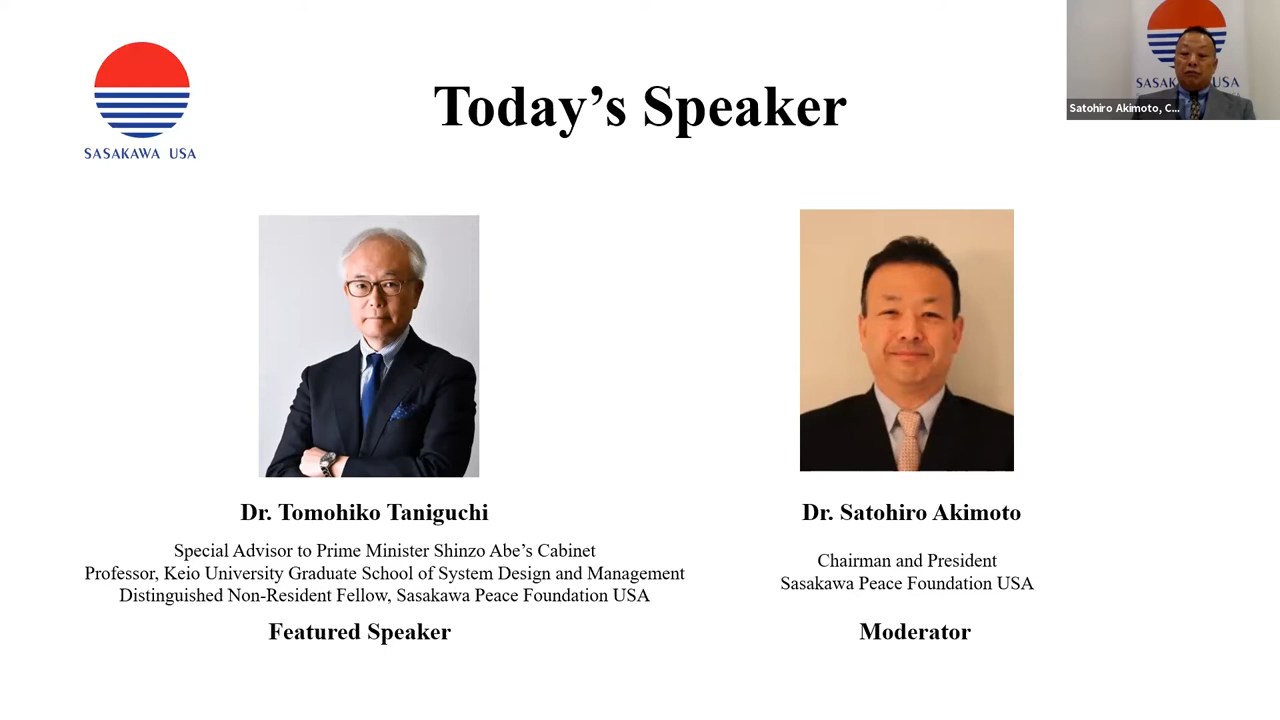 Today's Speaker
SASAKAWA USA
SASAKAWA USA
Satohiro Akimoto, C...
Dr. Tomohiko Taniguchi
Special Advisor to Prime Minister Shinzo Abe's Cabinet
Professor, Keio University Graduate School of System Design and Management
Distinguished Non-Resident Fellow, Sasakawa Peace Foundation USA
Featured Speaker
Dr. Satohiro Akimoto
Chairman and President
Sasakawa Peace Foundation USA
Moderator